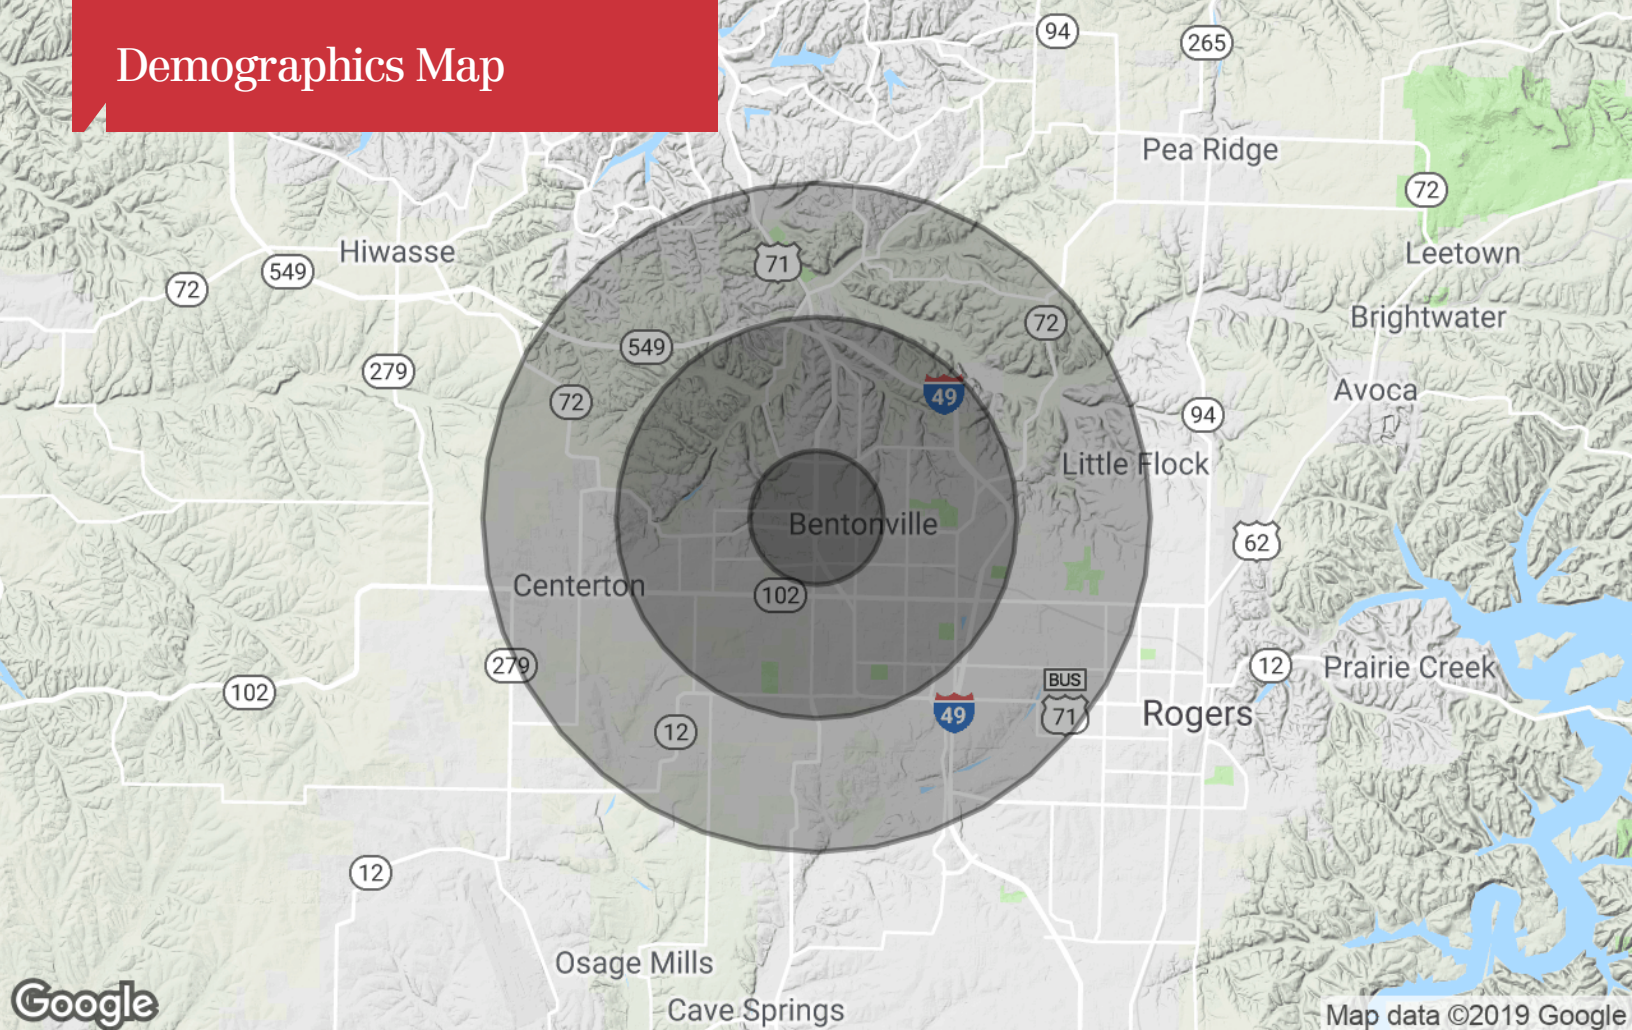 Demographics Map
94
265
Pea Ridge
72
Hiwasse
549
72
71
Leetown
72
Brightwater
549
279
72
49
Avoca
94
Little Flock
Bentonville
62
Centerton
102
279
102
BUS
71
12
Prairie Creek
49
Rogers
12
12
Osage Mills
Cave Springs
Google
Map data ©2019 Google